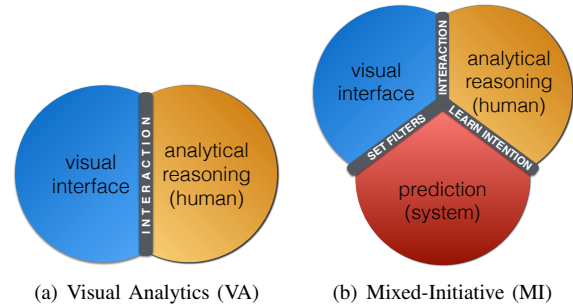 visual
interface
INTERACTION
analytical
reasoning
(human)
(a) Visual Analytics (VA)
visual
interface
INTERACTION
analytical
reasoning
(human)
SET FILTERS
LEARN INTENTION
prediction
(system)
(b) Mixed-Initiative (MI)